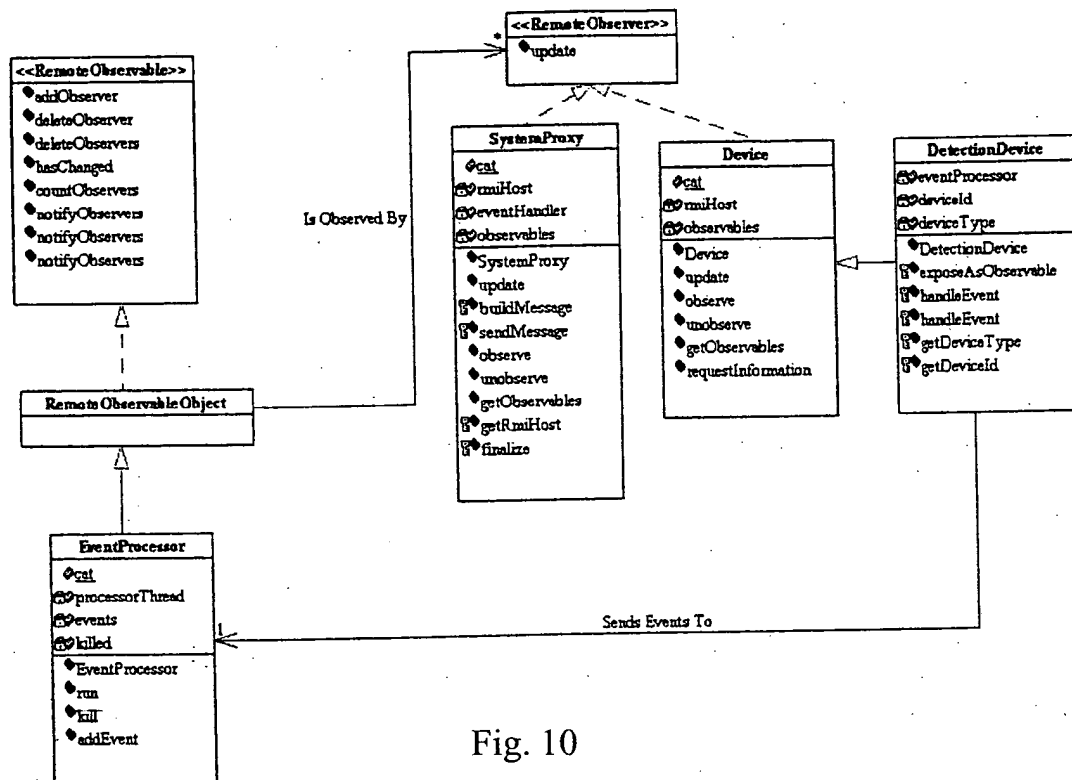 <<RemoteObservable>>
addObserver
deleteObserver
deleteObservers
hasChanged
countObservers
notifyObservers
notifyObservers
notifyObservers
RemoteObservableObject
EventProcessor
cat
processorThread
events
killed
EventProcessor
run
kill
addEvent
Is Observed By
*
<<RemoteObserver>>
update
SystemProxy
cat
rmiHost
eventHandler
observables
SystemProxy
update
buildMessage
sendMessage
observe
unobserve
getObservables
getRmiHost
finalize
Device
cat
rmiHost
observables
Device
update
observe
unobserve
getObservables
requestInformation
DetectionDevice
eventProcessor
deviceId
deviceType
DetectionDevice
exposeAsObservable
handleEvent
handleEvent
getDeviceType
getDeviceId
1
Sends Events To
Fig. 10